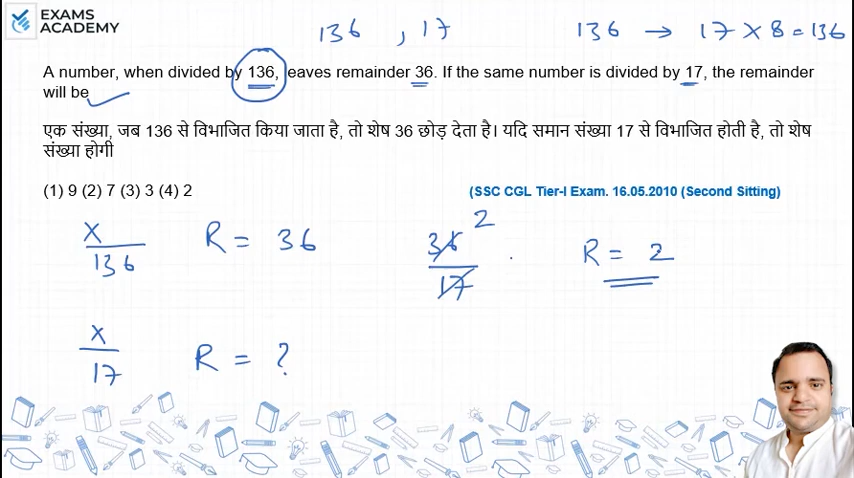 EXAMS
ACADEMY
136 , 17
136 → 17 X 8 = 136
A number, when divided by 136, leaves remainder 36. If the same number is divided by 17, the remainder
will be
एक संख्या, जब 136 से विभाजित किया जाता है, तो शेष 36 छोड़ देता है। यदि समान संख्या 17 से विभाजित होती है, तो शेष
संख्या होगी
(1) 9 (2) 7 (3) 3 (4) 2
(SSC CGL Tier-I Exam. 16.05.2010 (Second Sitting)
x
136
R = 36
36 2
17
R = 2
x
17
R = ?